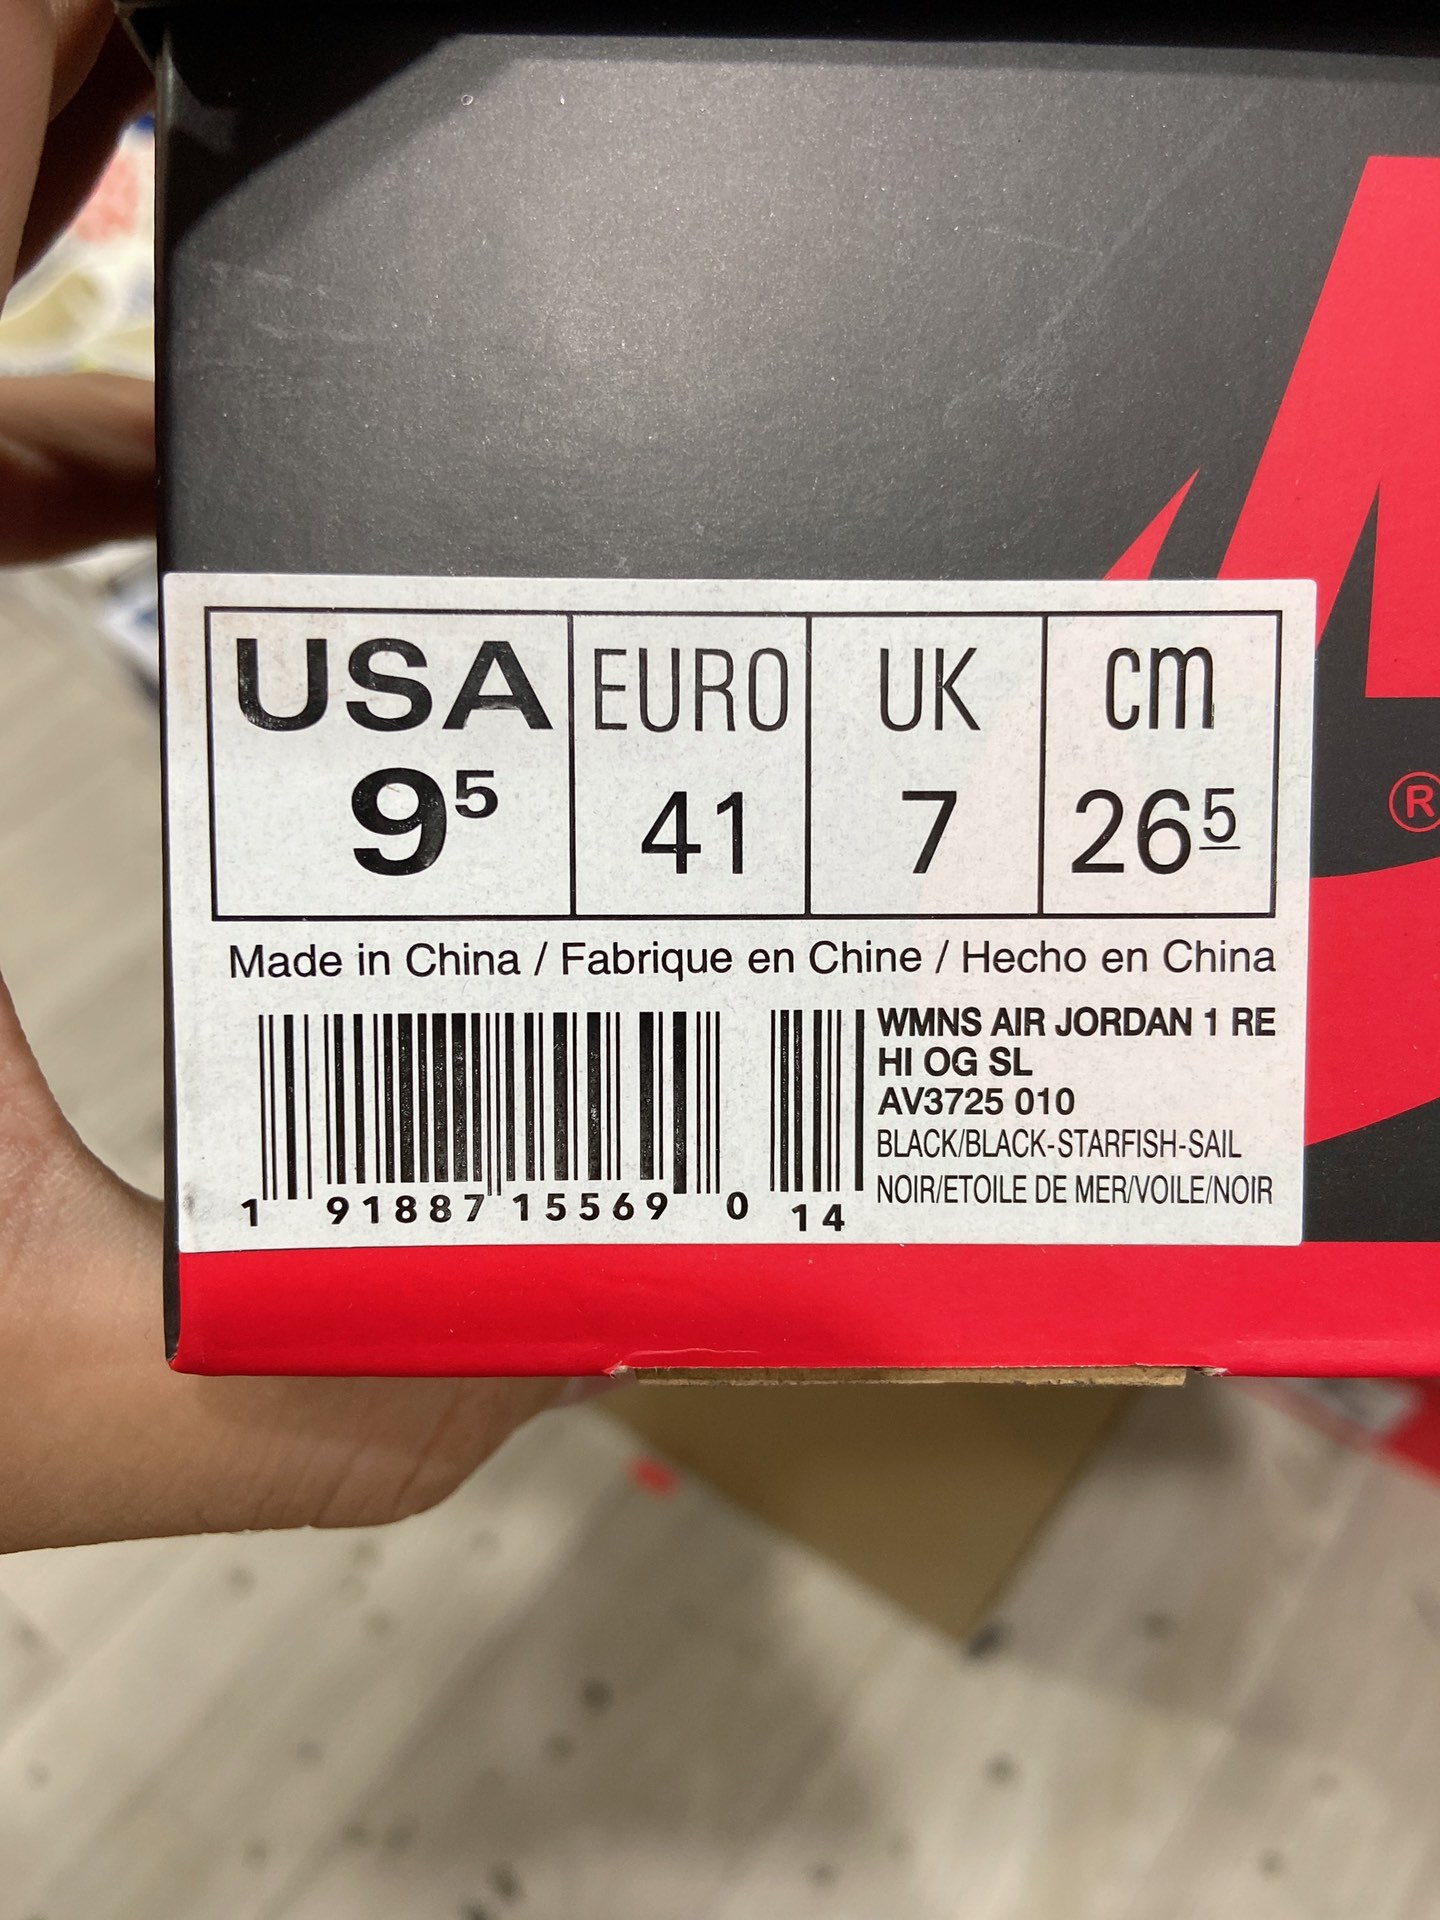 USA EURO UK cm
9⁵ 41 7 26⁵
Made in China / Fabrique en Chine / Hecho en China
WMNS AIR JORDAN 1 RE
HI OG SL
AV3725 010
BLACK/BLACK-STARFISH-SAIL
NOIR/ETOILE DE MER/VOILE/NOIR
1 91887 15569 0 14
®